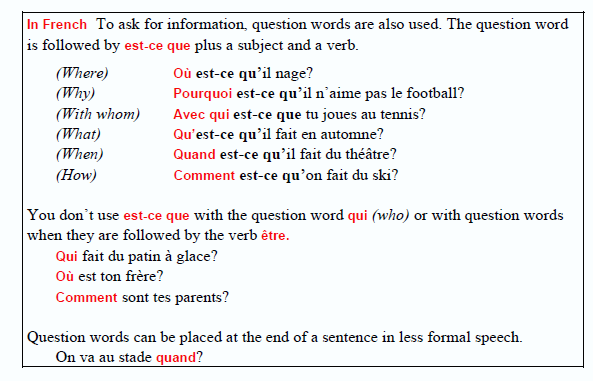 In French To ask for information, question words are also used. The question word
is followed by est-ce que plus a subject and a verb.
(Where) Où est-ce qu'il nage?
(Why) Pourquoi est-ce qu'il n'aime pas le football?
(With whom) Avec qui est-ce que tu joues au tennis?
(What) Qu'est-ce qu'il fait en automne?
(When) Quand est-ce qu'il fait du théâtre?
(How) Comment est-ce qu'on fait du ski?
You don't use est-ce que with the question word qui (who) or with question words
when they are followed by the verb être.
Qui fait du patin à glace?
Où est ton frère?
Comment sont tes parents?
Question words can be placed at the end of a sentence in less formal speech.
On va au stade quand?